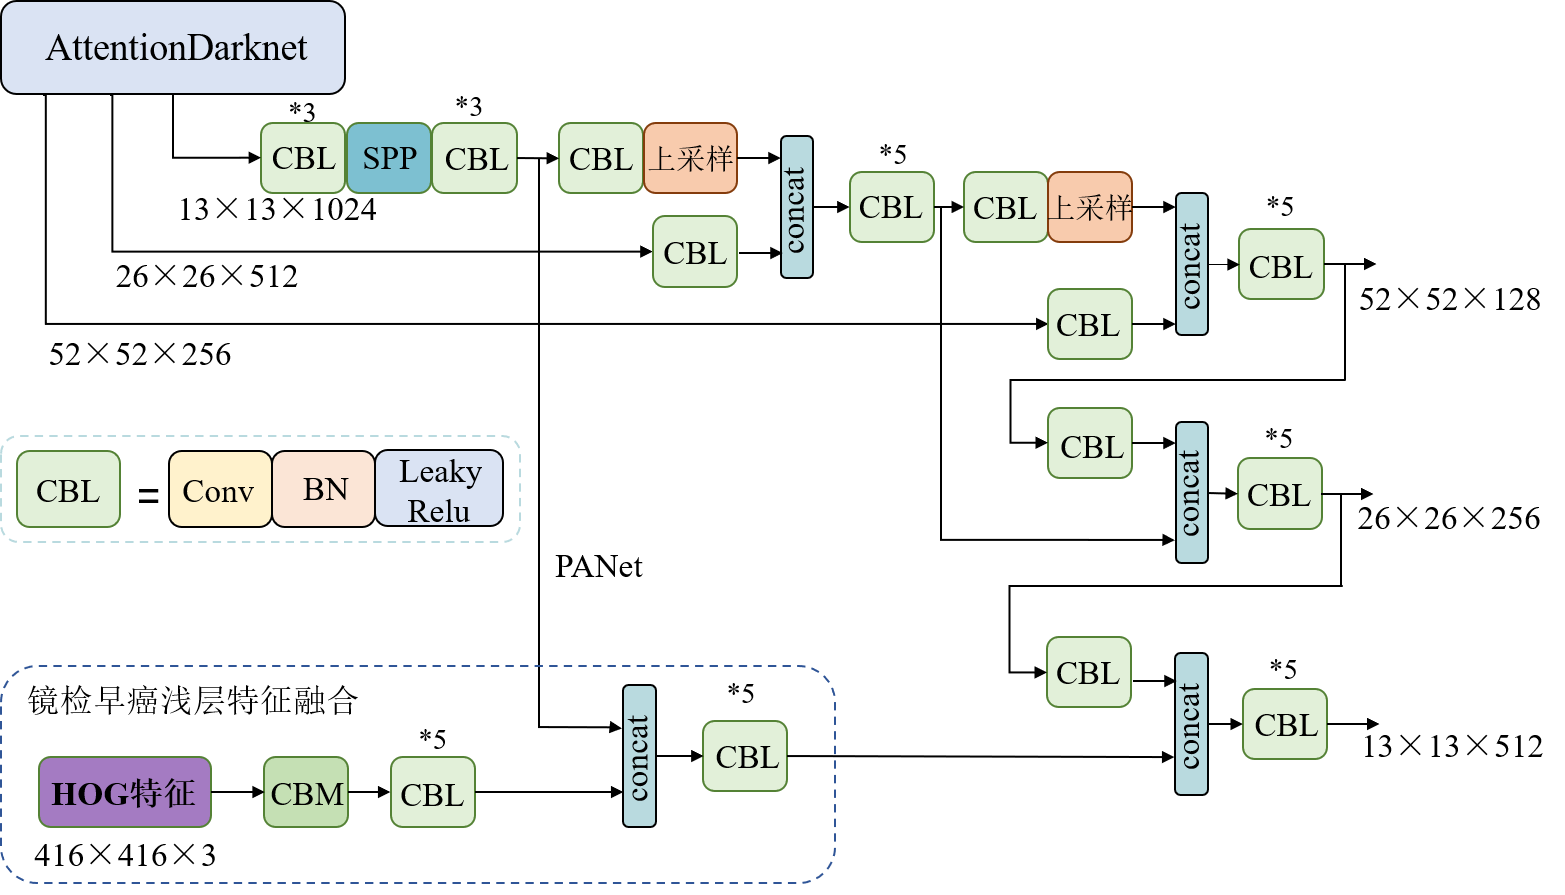 AttentionDarknet
*3
*3
CBL
SPP
CBL
CBL
上采样
concat
*5
CBL
CBL
上采样
concat
*5
CBL
13×13×1024
CBL
26×26×512
52×52×128
CBL
52×52×256
CBL
concat
*5
CBL
26×26×256
CBL
=
Conv
BN
Leaky
Relu
PANet
CBL
concat
*5
CBL
13×13×512
镜检早癌浅层特征融合
HOG特征
CBM
*5
CBL
concat
*5
CBL
416×416×3